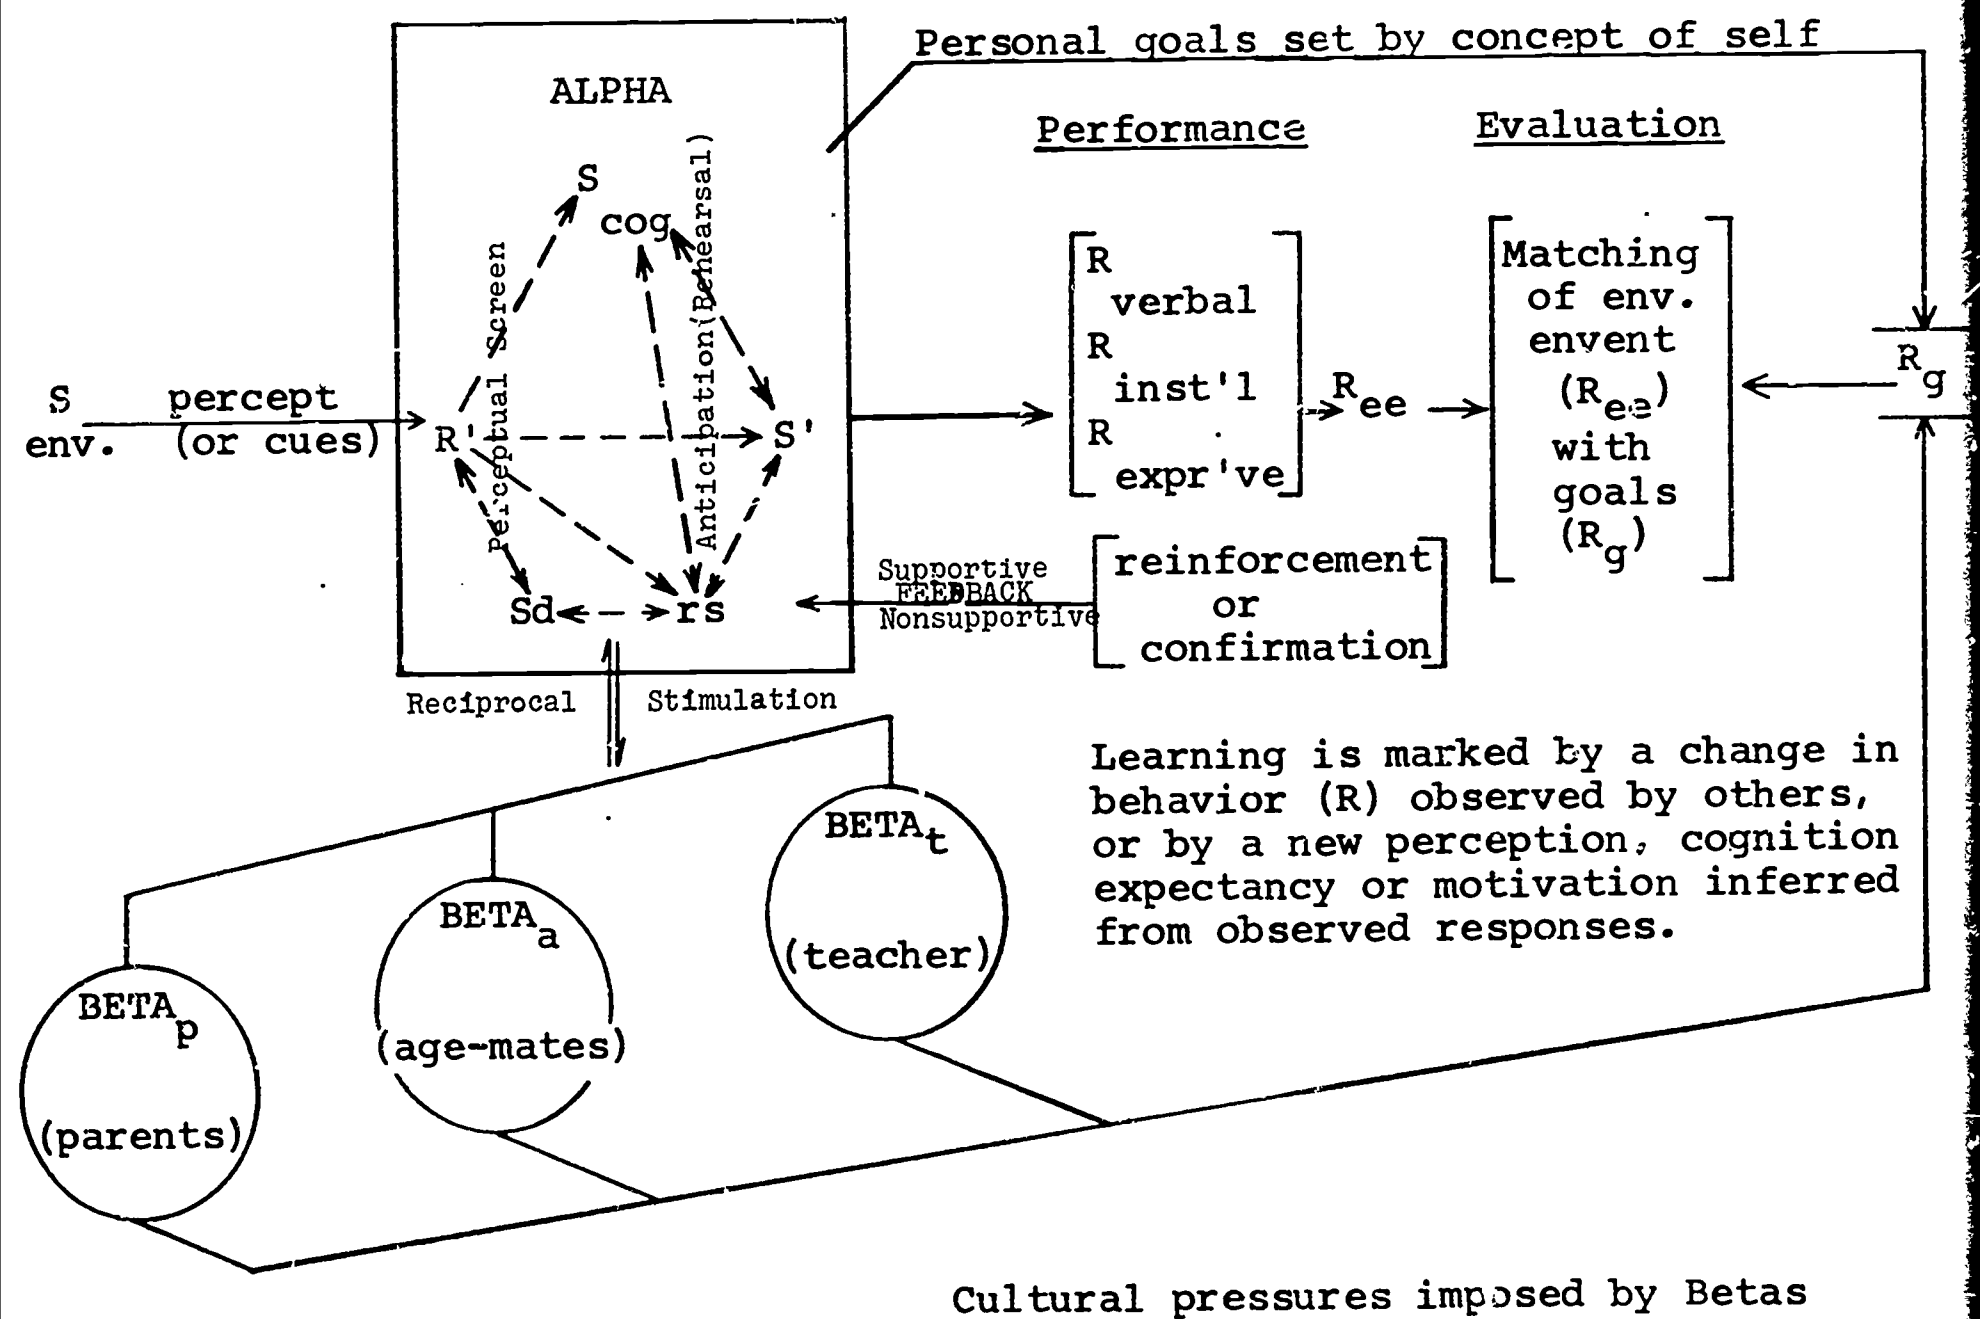 Personal goals set by concept of self
ALPHA
Performance
Evaluation
S
cog
Perceptual Screen
Anticipation(Rehearsal)
S
env.
percept
(or cues)
R'
S'
Sd
rs
R
verbal
R
inst'l
R
expr've
Ree
Matching
of env.
envent
(Ree)
with
goals
(Rg)
Rg
Supportive
FEEDBACK
Nonsupportive
reinforcement
or
confirmation
Reciprocal Stimulation
Learning is marked by a change in
behavior (R) observed by others,
or by a new perception, cognition
expectancy or motivation inferred
from observed responses.
BETAt
(teacher)
BETAa
(age-mates)
BETAp
(parents)
Cultural pressures imposed by Betas